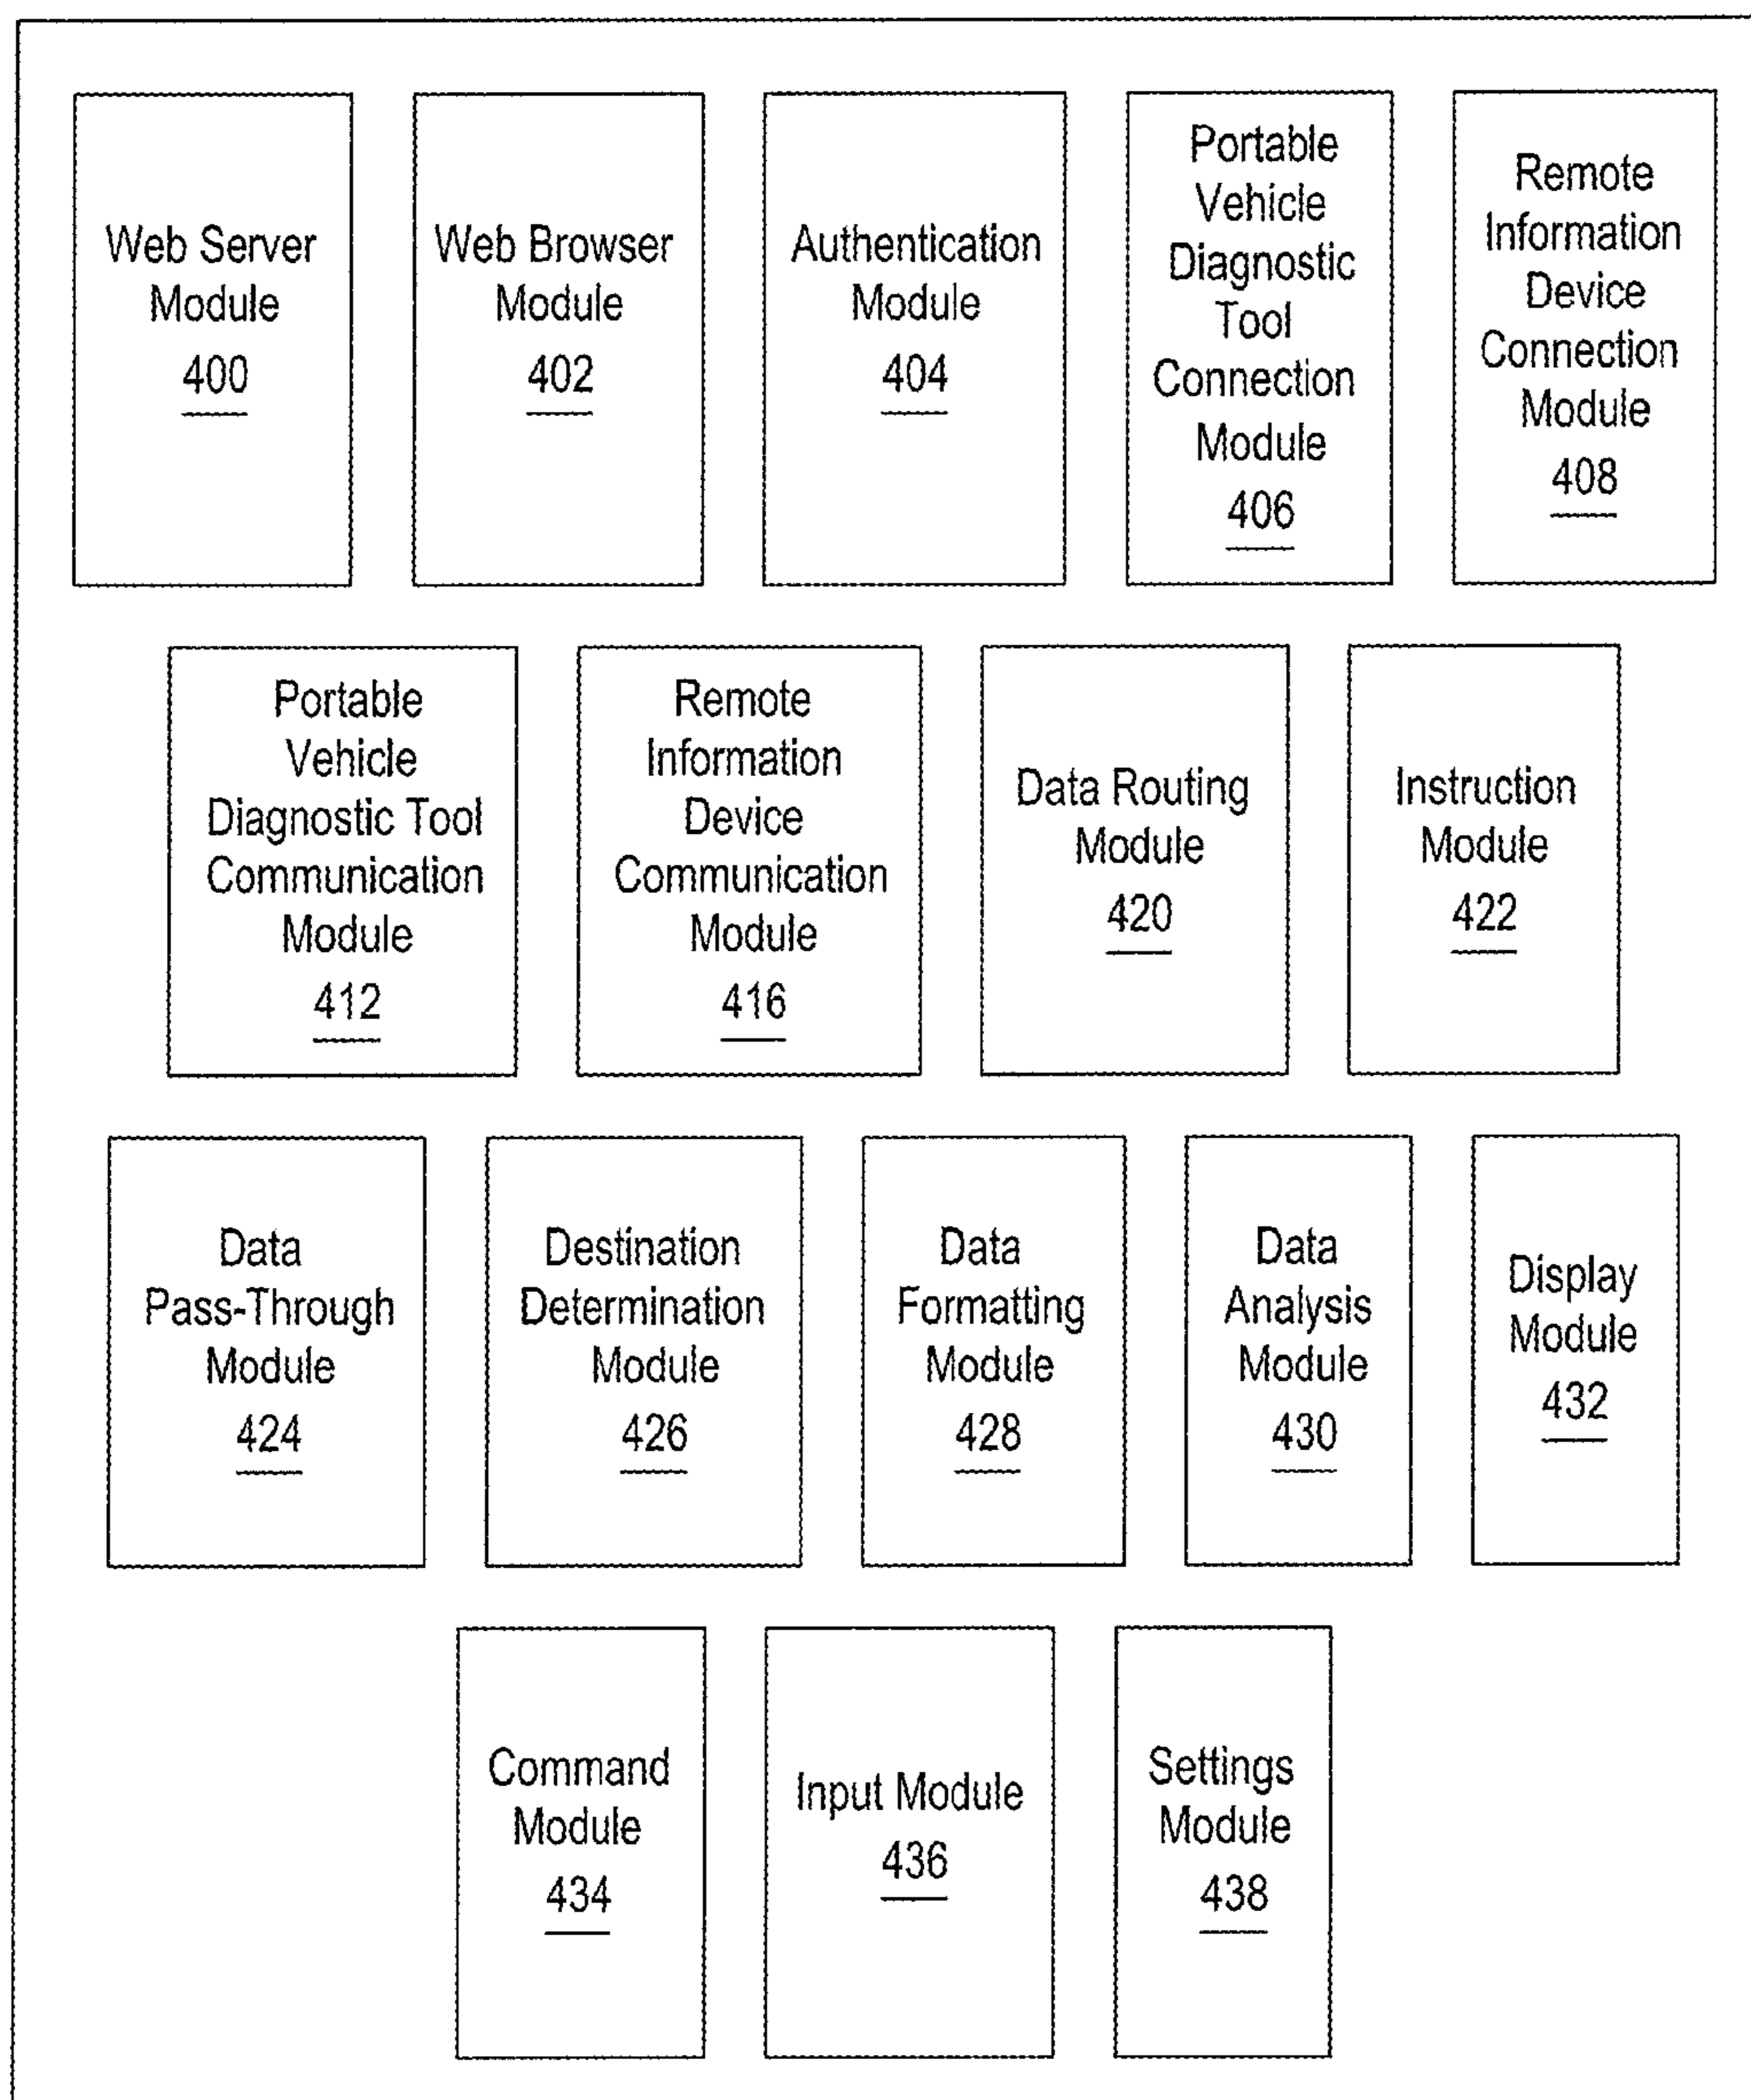 Web Server
Module
400
Web Browser
Module
402
Authentication
Module
404
Portable
Vehicle
Diagnostic
Tool
Connection
Module
406
Remote
Information
Device
Connection
Module
408
Portable
Vehicle
Diagnostic Tool
Communication
Module
412
Remote
Information
Device
Communication
Module
416
Data Routing
Module
420
Instruction
Module
422
Data
Pass-Through
Module
424
Destination
Determination
Module
426
Data
Formatting
Module
428
Data
Analysis
Module
430
Display
Module
432
Command
Module
434
Input Module
436
Settings
Module
438